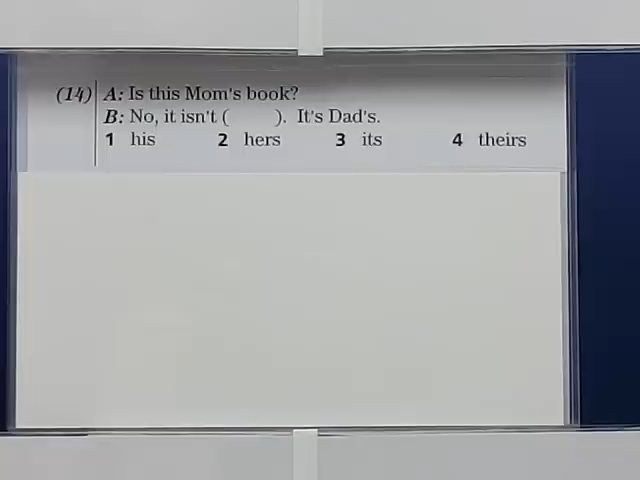 (14) A: Is this Mom's book?
B: No, it isn't (      ). It's Dad's.
1 his 2 hers 3 its 4 theirs